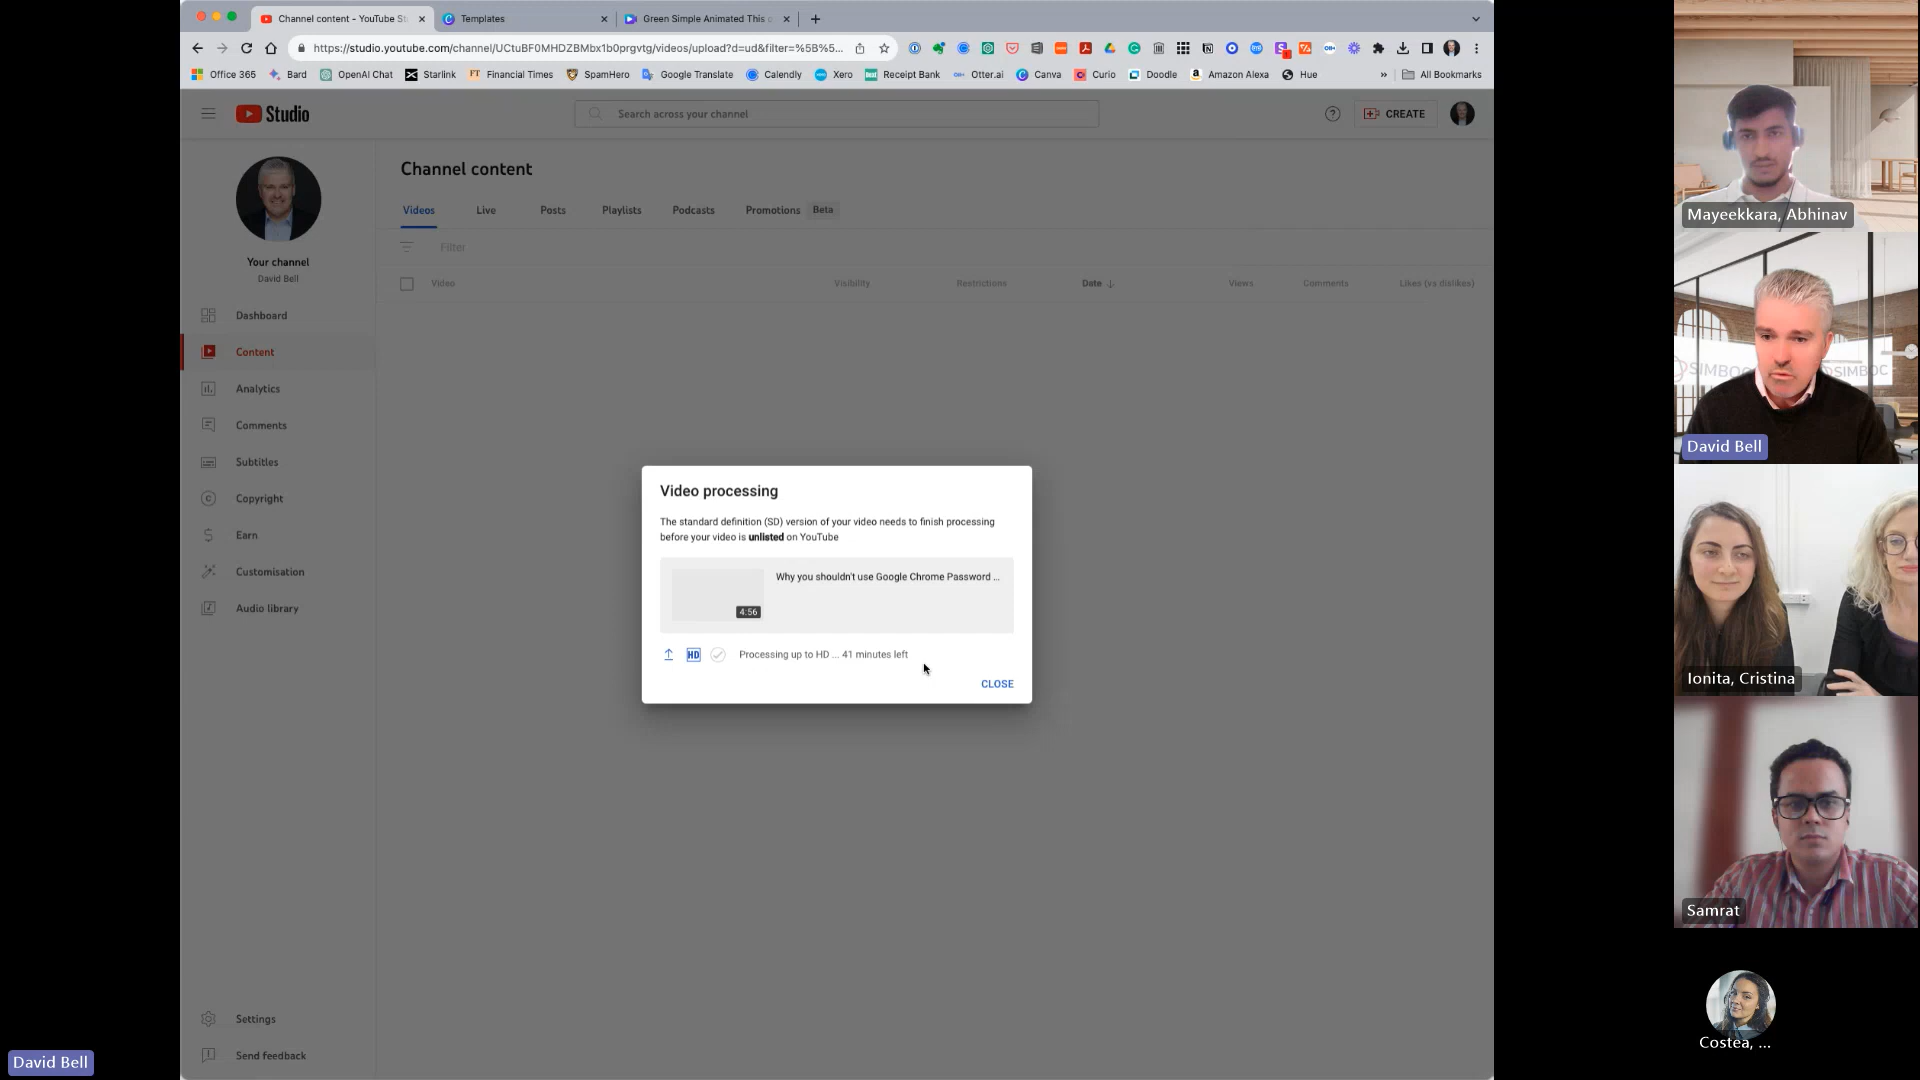 Channel content - YouTube St
Templates
Green Simple Animated This o
https://studio.youtube.com/channel/UCtuBF0MHDZBMbx1b0prgvtg/videos/upload?d=ud&filter=%5B%5...
Office 365
Bard
OpenAI Chat
Starlink
FT Financial Times
SpamHero
Google Translate
Calendly
Xero
Receipt Bank
Otter.ai
Canva
Curio
Doodle
Amazon Alexa
Hue
»
All Bookmarks
Studio
Search across your channel
CREATE
Your channel
David Bell
Dashboard
Content
Analytics
Comments
Subtitles
Copyright
Earn
Customisation
Audio library
Settings
Send feedback
Channel content
Videos
Live
Posts
Playlists
Podcasts
Promotions
Beta
Filter
Video
Visibility
Restrictions
Date ↓
Views
Comments
Likes (vs dislikes)
Video processing
The standard definition (SD) version of your video needs to finish processing
before your video is unlisted on YouTube
Why you shouldn't use Google Chrome Password ...
4:56
HD
Processing up to HD ... 41 minutes left
CLOSE
Mayeekkara, Abhinav
SIMBOC
SIMBOC
David Bell
Ionita, Cristina
Samrat
Costea, ...
David Bell